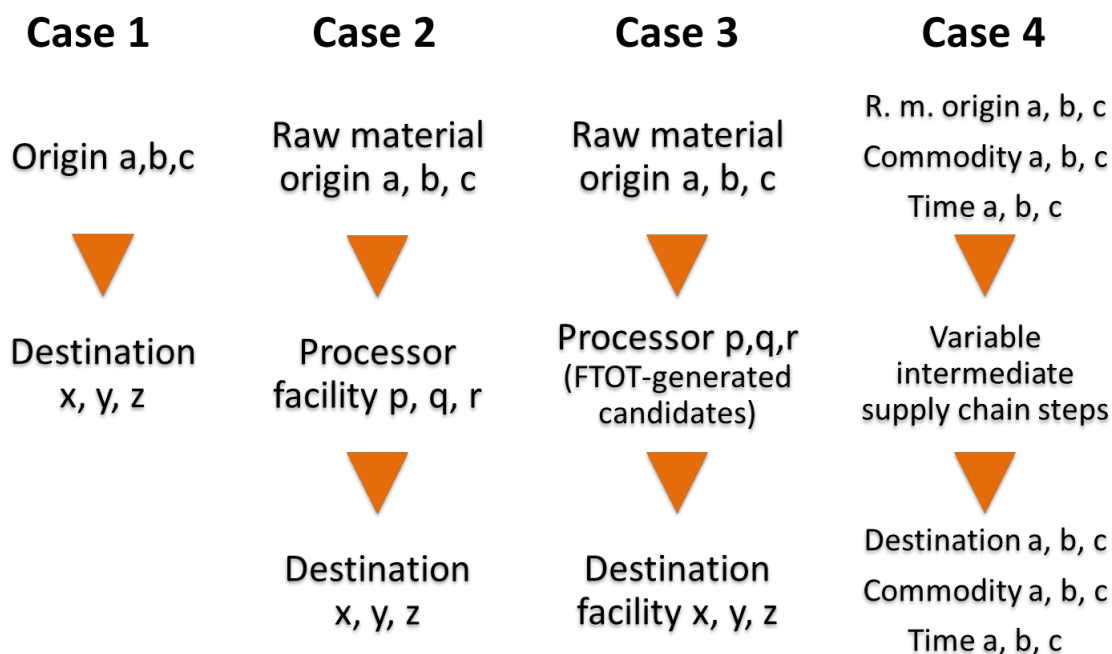 Case 1
Origin a,b,c
Destination
x, y, z
Case 2
Raw material
origin a, b, c
Processor
facility p, q, r
Destination
x, y, z
Case 3
Raw material
origin a, b, c
Processor p,q,r
(FTOT-generated
candidates)
Destination
facility x, y, z
Case 4
R. m. origin a, b, c
Commodity a, b, c
Time a, b, c
Variable
intermediate
supply chain steps
Destination a, b, c
Commodity a, b, c
Time a, b, c